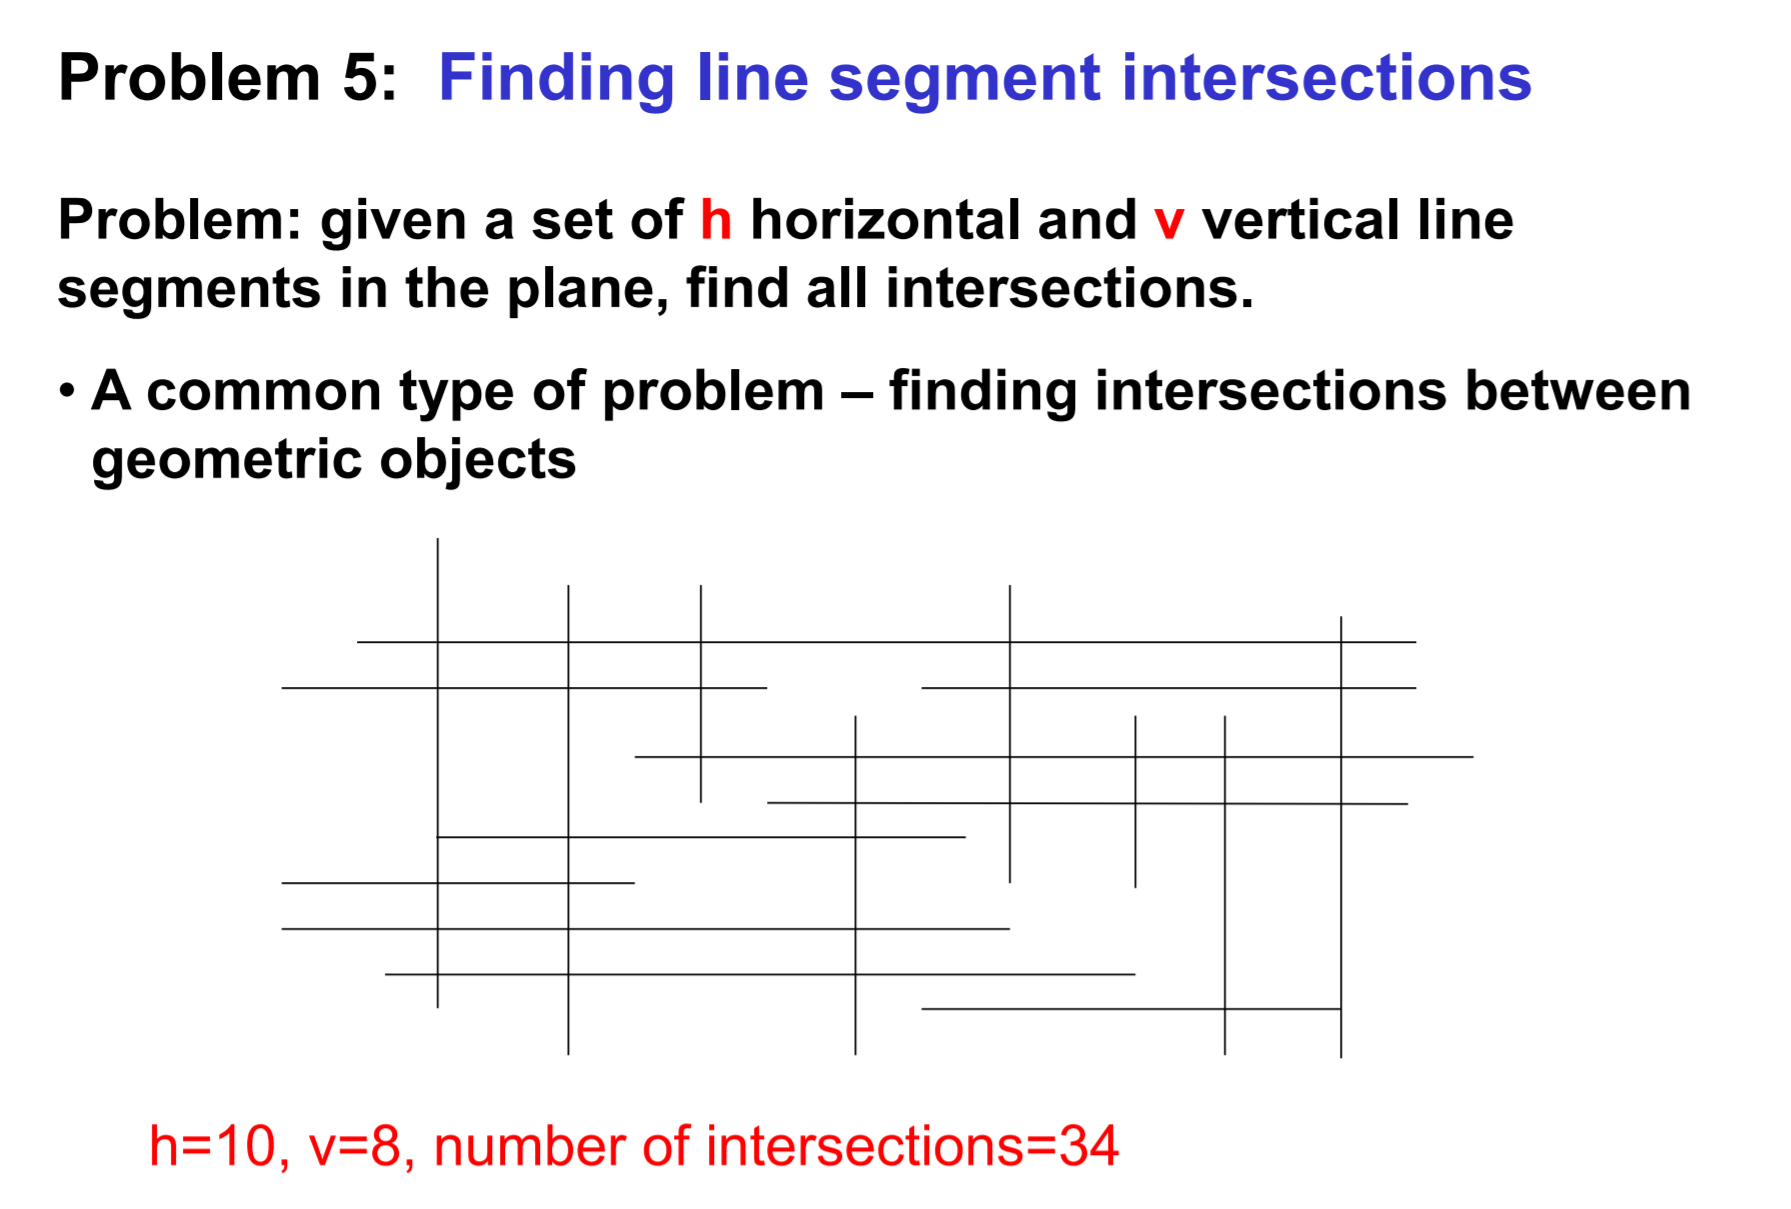 Problem 5: Finding line segment intersections
Problem: given a set of h horizontal and v vertical line
segments in the plane, find all intersections.
• A common type of problem – finding intersections between
geometric objects
h=10, v=8, number of intersections=34